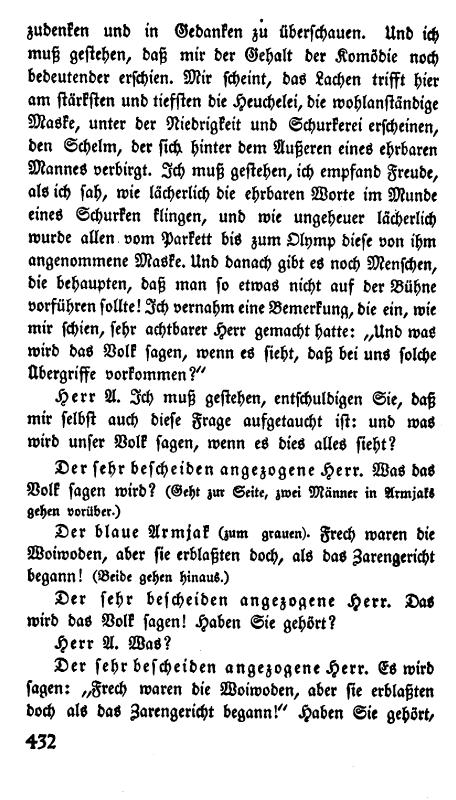 zudenken und in Gedanken zu überschauen. Und ich
muß gestehen, daß mir der Gehalt der Komödie noch
bedeutender erschien. Mir scheint, das Lachen trifft hier
am stärksten und tiefsten die Heuchelei, die wohlanständige
Maske, unter der Niedrigkeit und Schurkerei erscheinen,
den Schelm, der sich hinter dem Äußeren eines ehrbaren
Mannes verbirgt. Ich muß gestehen, ich empfand Freude,
als ich sah, wie lächerlich die ehrbaren Worte im Munde
eines Schurken klingen, und wie ungeheuer lächerlich
wurde allen vom Parkett bis zum Olymp diese von ihm
angenommene Maske. Und danach gibt es noch Menschen,
die behaupten, daß man so etwas nicht auf der Bühne
vorführen sollte! Ich vernahm eine Bemerkung, die ein, wie
mir schien, sehr achtbarer Herr gemacht hatte: „Und was
wird das Volk sagen, wenn es sieht, daß bei uns solche
Übergriffe vorkommen?“
Herr A. Ich muß gestehen, entschuldigen Sie, daß
mir selbst auch diese Frage aufgetaucht ist: und was
wird unser Volk sagen, wenn es dies alles sieht?
Der sehr bescheiden angezogene Herr. Was das
Volk sagen wird? (Geht zur Seite, zwei Männer in Armjaks
gehen vorüber.)
Der blaue Armjak (zum grauen). Frech waren die
Woiwoden, aber sie erblaßten doch, als das Zarengericht
begann! (Beide gehen hinaus.)
Der sehr bescheiden angezogene Herr. Das
wird das Volk sagen! Haben Sie gehört?
Herr A. Was?
Der sehr bescheiden angezogene Herr. Es wird
sagen: „Frech waren die Woiwoden, aber sie erblaßten
doch als das Zarengericht begann!“ Haben Sie gehört,
432